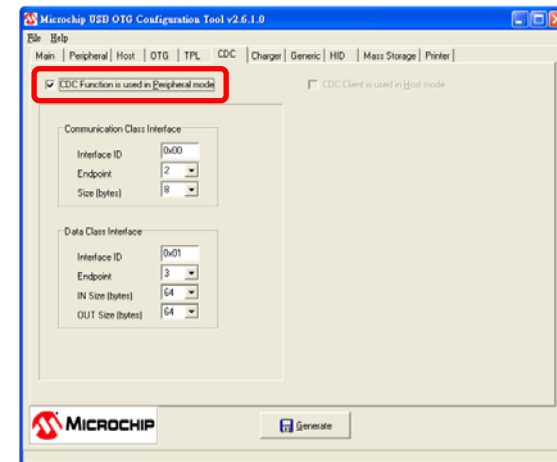 Microchip USB OTG Configuration Tool v2.6.1.0
File Help
Main Peripheral Host OTG TPL CDC Charger Generic HID Mass Storage Printer
CDC Function is used in Peripheral mode
CDC Client is used in Host mode
Communication Class Interface
Interface ID 0x00
Endpoint 2
Size (bytes) 8
Data Class Interface
Interface ID 0x01
Endpoint 3
IN Size (bytes) 64
OUT Size (bytes) 64
MICROCHIP
Generate